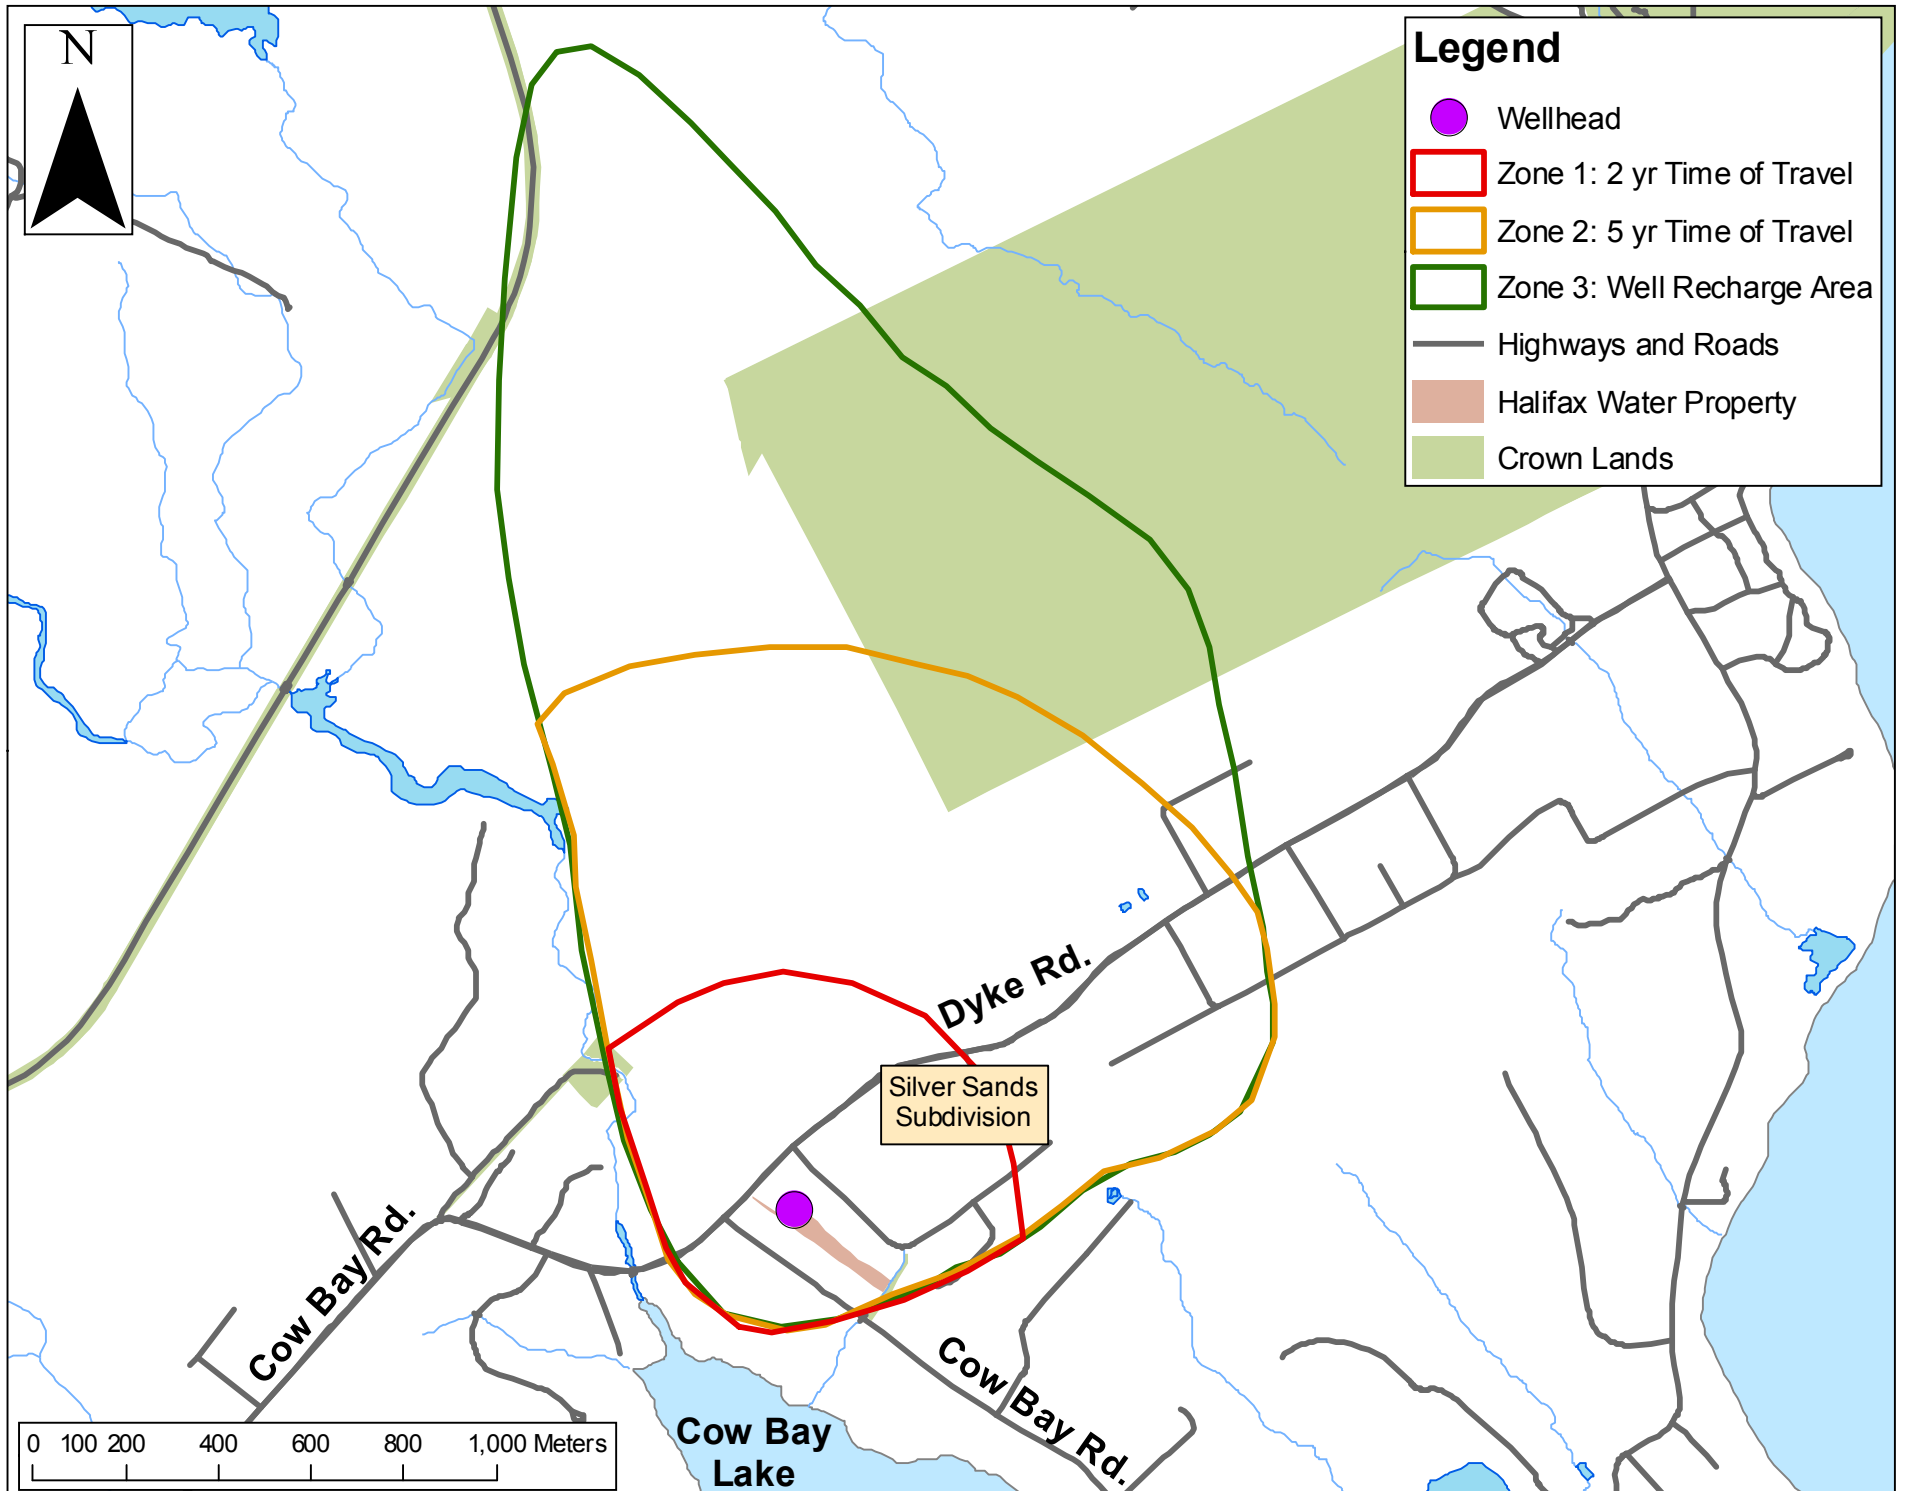 N
Legend
Wellhead
Zone 1: 2 yr Time of Travel
Zone 2: 5 yr Time of Travel
Zone 3: Well Recharge Area
Highways and Roads
Halifax Water Property
Crown Lands
Dyke Rd.
Silver Sands
Subdivision
Cow Bay Rd.
Cow Bay Rd.
Cow Bay
Lake
0 100 200 400 600 800 1,000 Meters